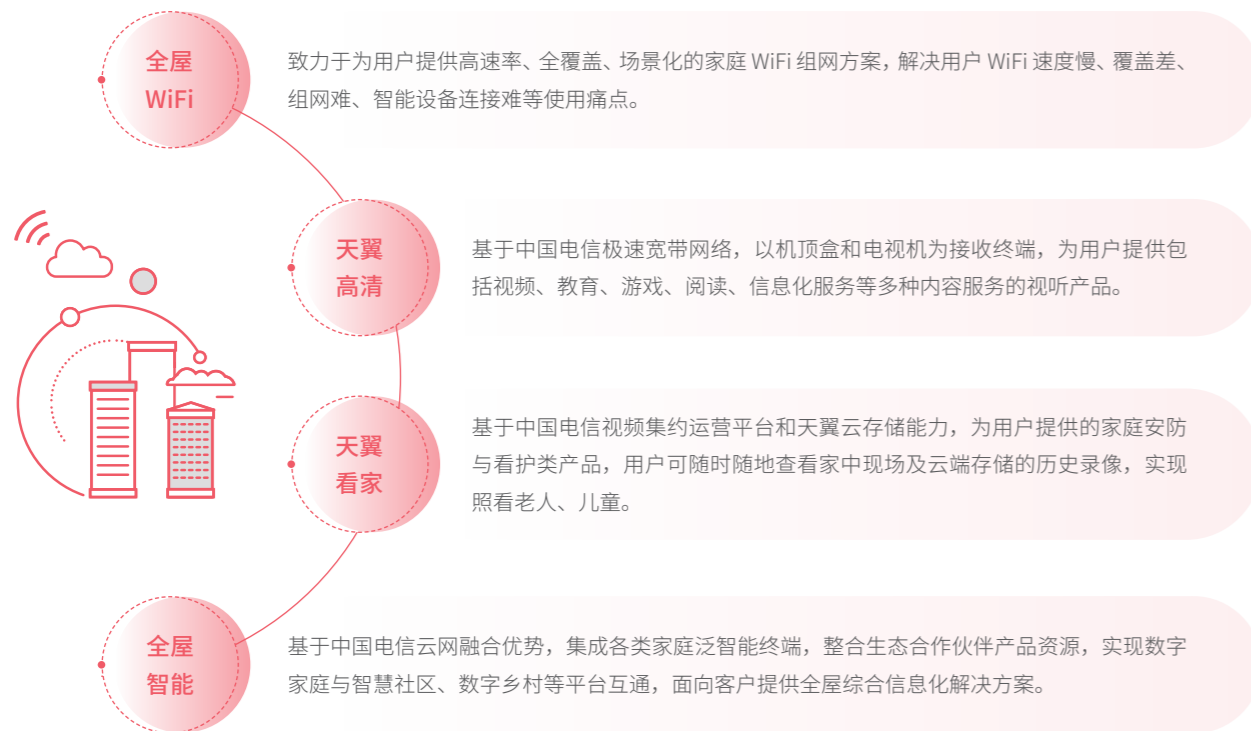 全屋
WiFi
致力于为用户提供高速率、全覆盖、场景化的家庭 WiFi 组网方案，解决用户 WiFi 速度慢、覆盖差、
组网难、智能设备连接难等使用痛点。
天翼
高清
基于中国电信极速宽带网络，以机顶盒和电视机为接收终端，为用户提供包
括视频、教育、游戏、阅读、信息化服务等多种内容服务的视听产品。
天翼
看家
基于中国电信视频集约运营平台和天翼云存储能力，为用户提供的家庭安防
与看护类产品，用户可随时随地查看家中现场及云端存储的历史录像，实现
照看老人、儿童。
全屋
智能
基于中国电信云网融合优势，集成各类家庭泛智能终端，整合生态合作伙伴产品资源，实现数字
家庭与智慧社区、数字乡村等平台互通，面向客户提供全屋综合信息化解决方案。